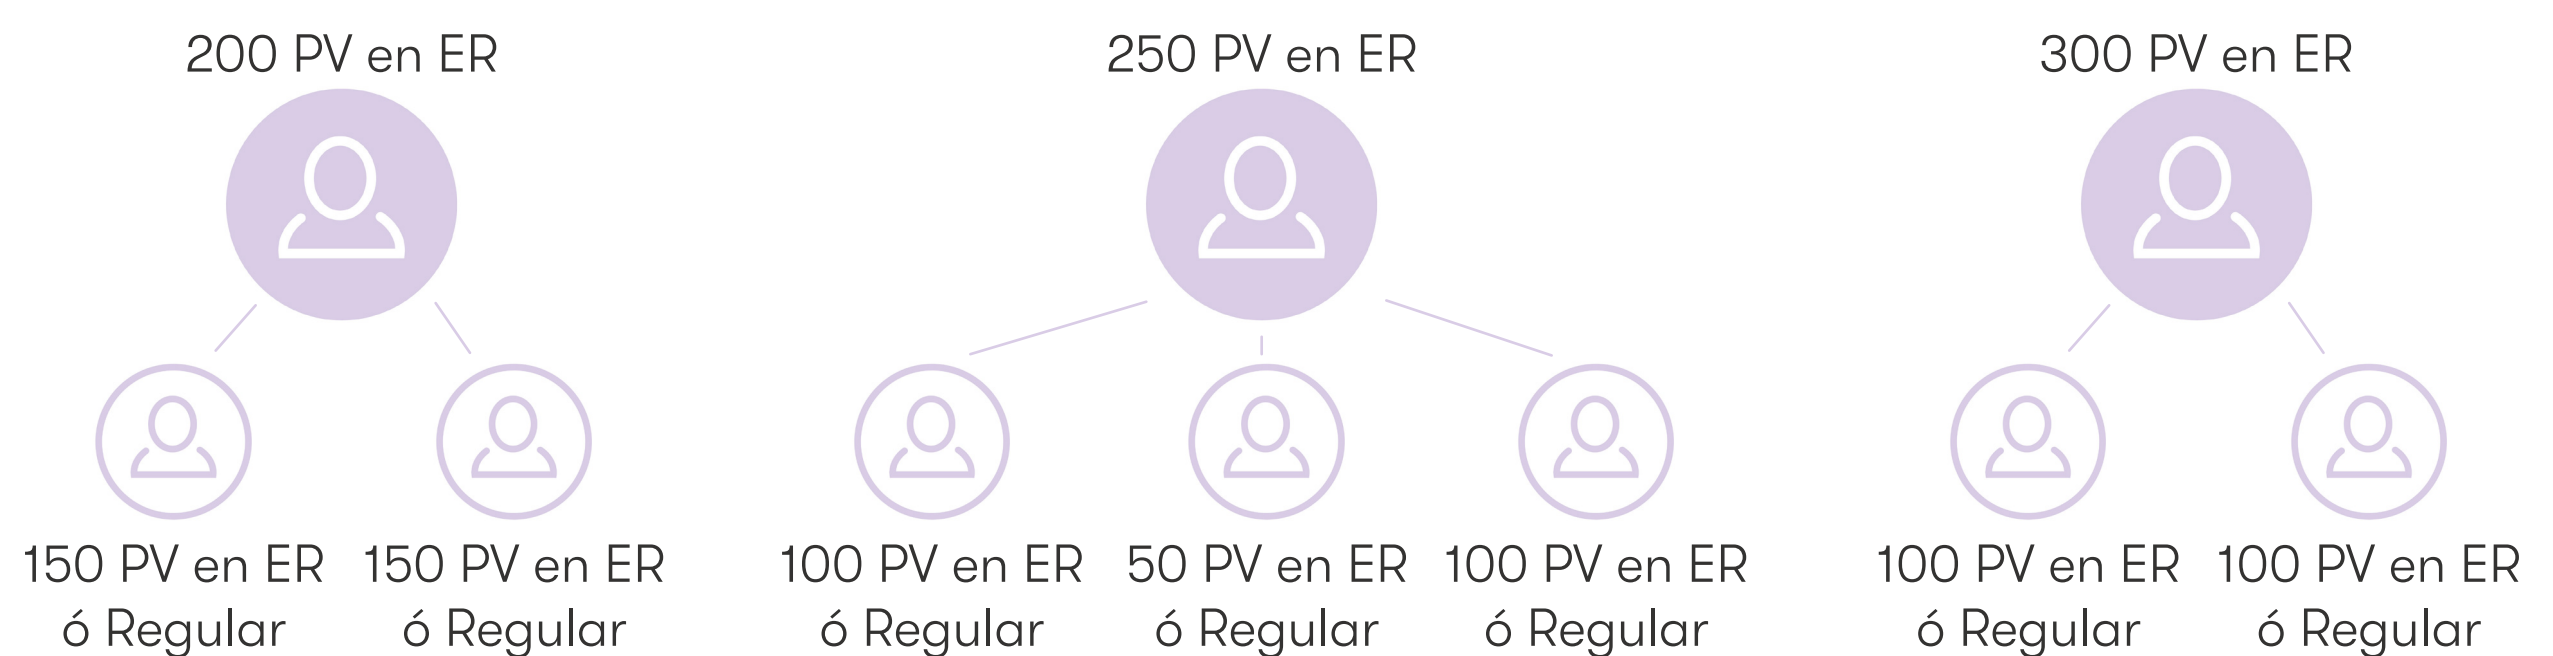 200 PV en ER
250 PV en ER
300 PV en ER
150 PV en ER
ó Regular
150 PV en ER
ó Regular
100 PV en ER
ó Regular
50 PV en ER
ó Regular
100 PV en ER
ó Regular
100 PV en ER
ó Regular
100 PV en ER
ó Regular